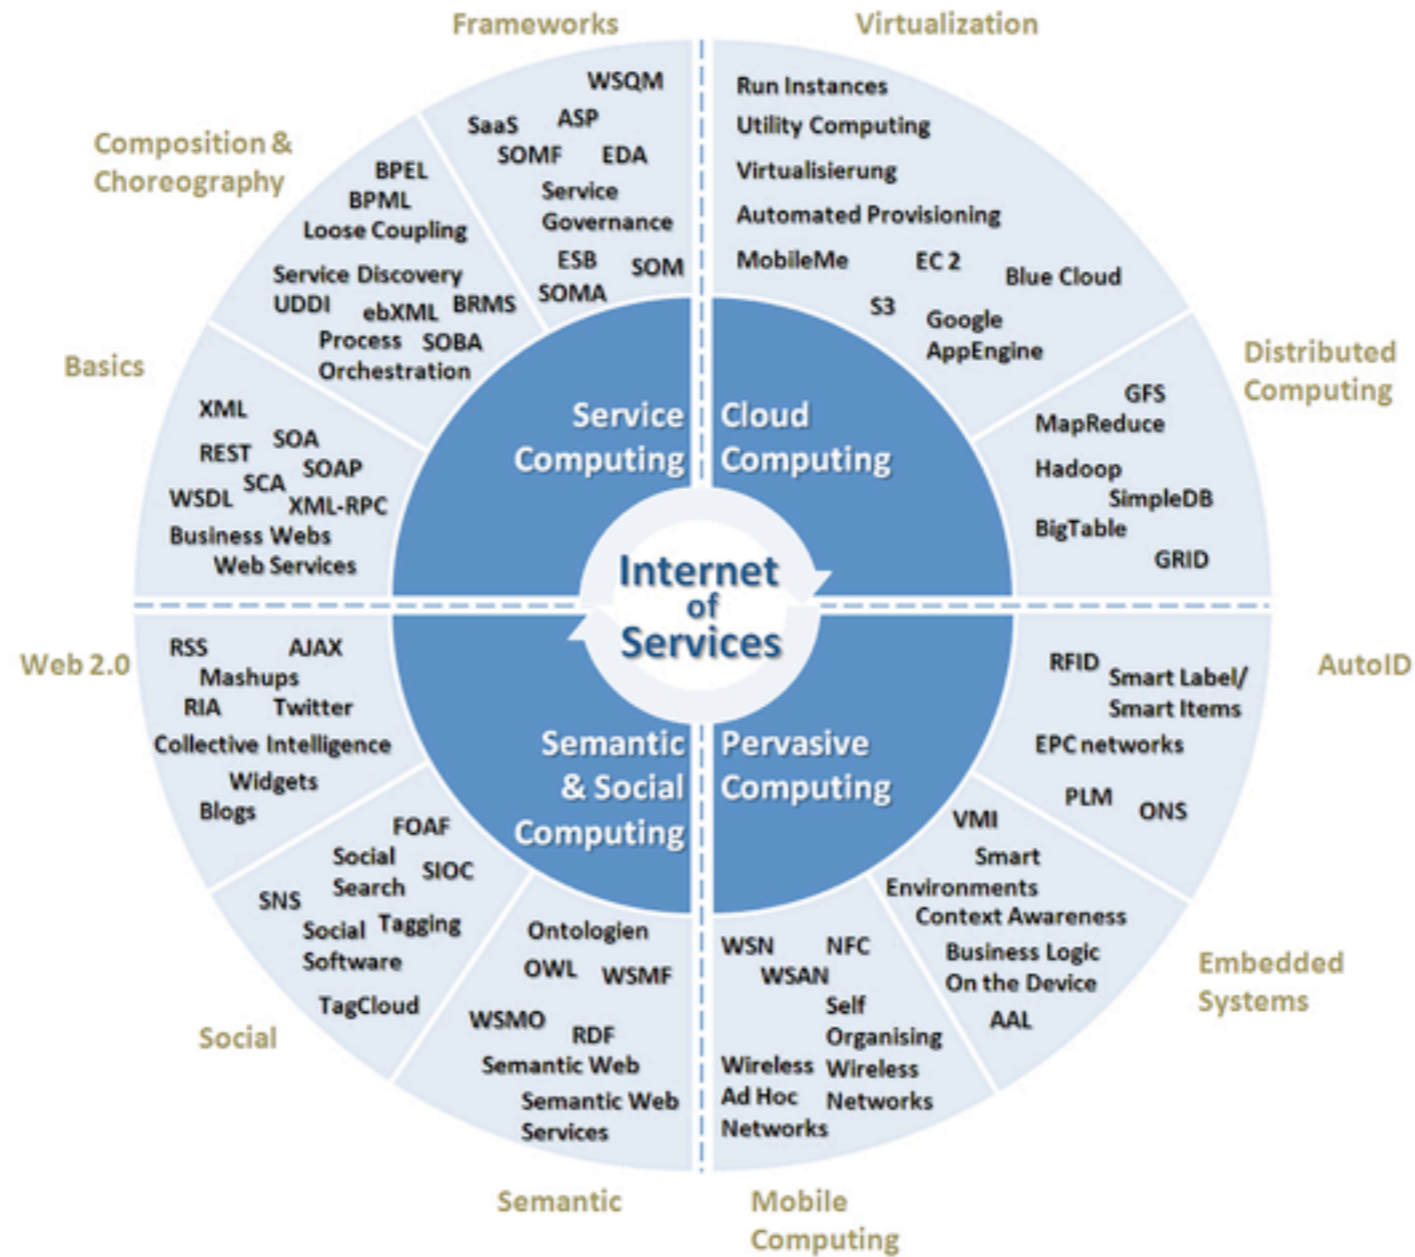 Frameworks
WSQM
SaaS ASP
SOMF EDA
Service
Governance
ESB SOM
SOMA
Composition &
Choreography
BPEL
BPML
Loose Coupling
Service Discovery
UDDI ebXML BRMS
Process SOBA
Orchestration
Basics
XML
SOA
REST
SOAP
SCA
WSDL
XML-RPC
Business Webs
Web Services
Service
Computing
Virtualization
Run Instances
Utility Computing
Virtualisierung
Automated Provisioning
MobileMe EC 2
Blue Cloud
S3
Google
AppEngine
Distributed
Computing
GFS
MapReduce
Hadoop
SimpleDB
BigTable
GRID
Cloud
Computing
Internet
of
Services
Web 2.0
RSS AJAX
Mashups
RIA Twitter
Collective Intelligence
Widgets
Blogs
Social
FOAF
Social
Search
SIOC
SNS
Social
Software
Tagging
TagCloud
Semantic
Ontologien
OWL WSMF
WSMO
RDF
Semantic Web
Semantic Web
Services
Semantic
& Social
Computing
AutoID
RFID
Smart Label/
Smart Items
EPC networks
PLM
ONS
Embedded
Systems
VMI
Smart
Environments
Context Awareness
Business Logic
On the Device
AAL
Mobile
Computing
WSN NFC
WSAN
Self
Organising
Wireless
Networks
Wireless
Ad Hoc
Networks
Pervasive
Computing